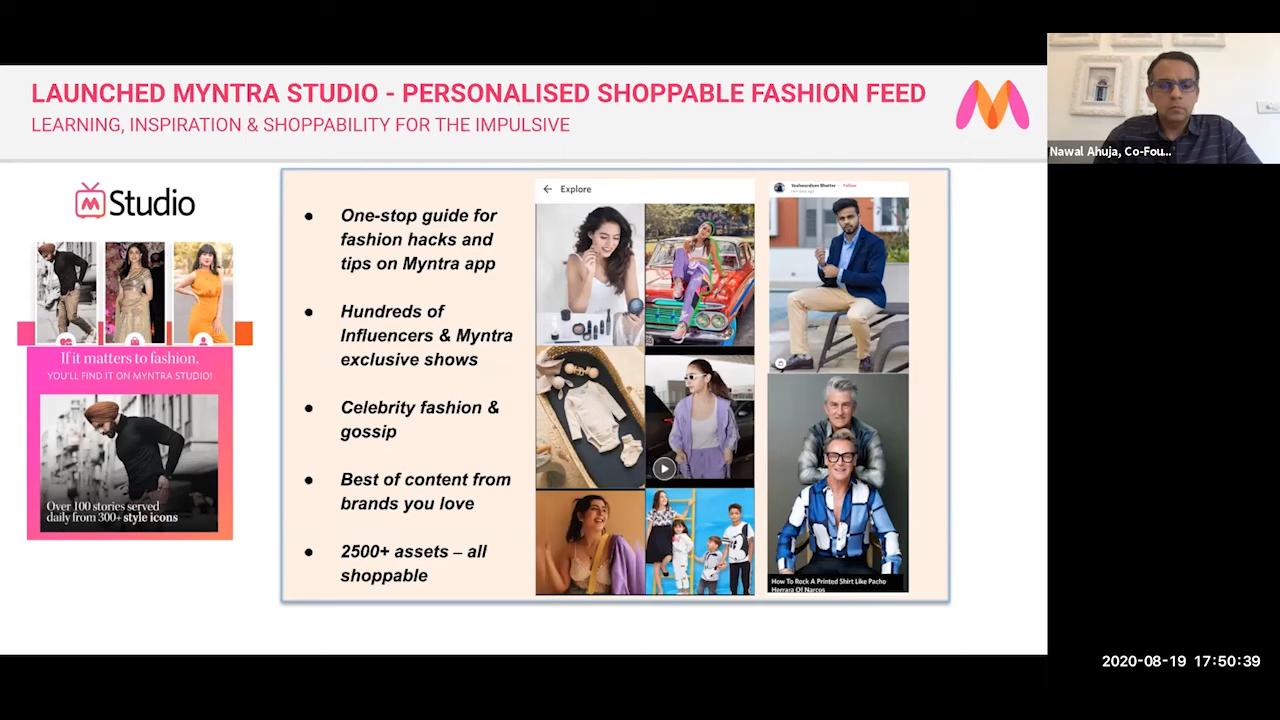 LAUNCHED MYNTRA STUDIO - PERSONALISED SHOPPABLE FASHION FEED
LEARNING, INSPIRATION & SHOPPABILITY FOR THE IMPULSIVE
Studio
If it matters to fashion,
YOU'LL FIND IT ON MYNTRA STUDIO!
Over 100 stories served
daily from 300+ style icons
● One-stop guide for
fashion hacks and
tips on Myntra app
● Hundreds of
Influencers & Myntra
exclusive shows
● Celebrity fashion &
gossip
● Best of content from
brands you love
● 2500+ assets – all
shoppable
Explore
Follow
How To Rock A Printed Shirt Like Pacho
Herrara Of Narcos
Nawal Ahuja, Co-Fou...
2020-08-19 17:50:39